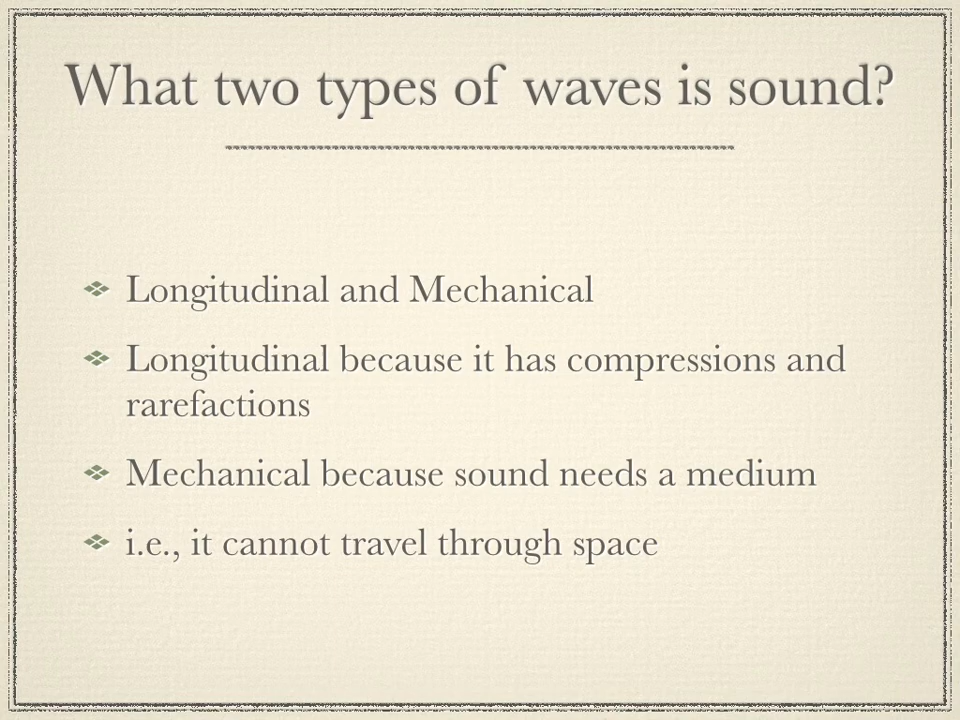 What two types of waves is sound?
Longitudinal and Mechanical
Longitudinal because it has compressions and
rarefactions
Mechanical because sound needs a medium
i.e., it cannot travel through space